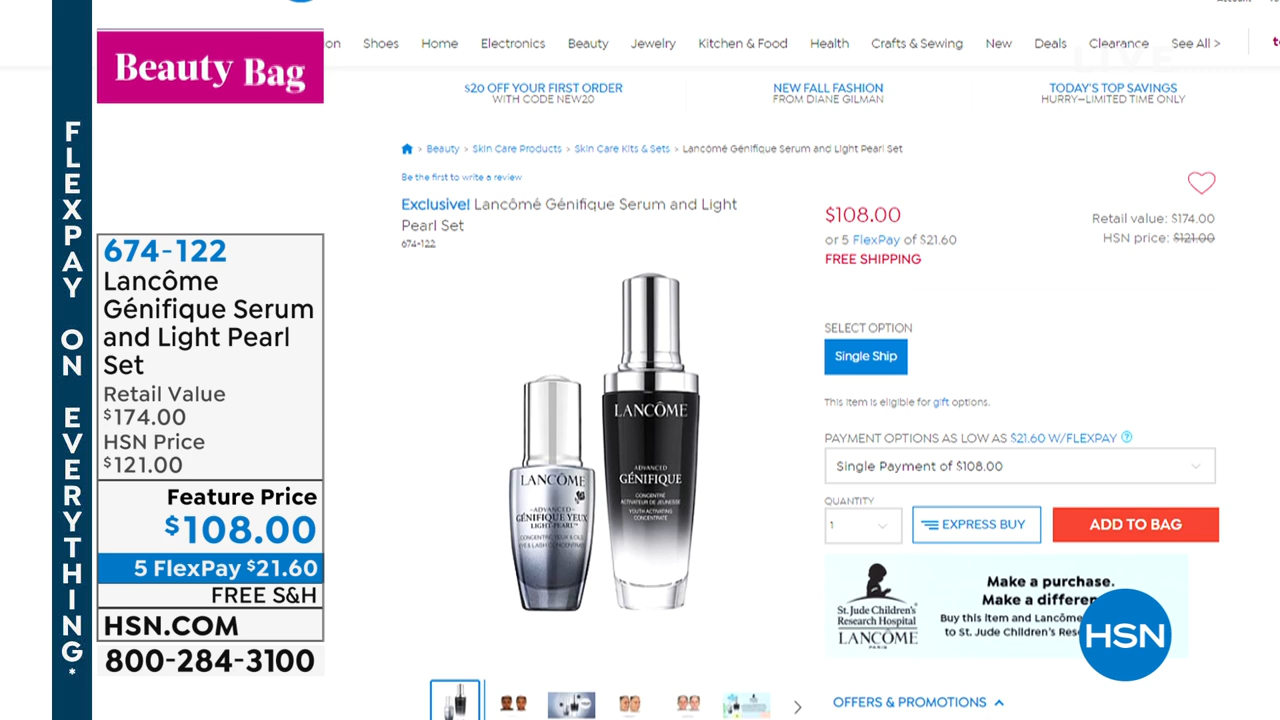 FLEXPAY ON EVERYTHING*
Beauty Bag
674-122
Lancôme
Génifique Serum
and Light Pearl
Set
Retail Value
$174.00
HSN Price
$121.00
Feature Price
$108.00
5 FlexPay $21.60
FREE S&H
HSN.COM
800-284-3100
Shoes Home Electronics Beauty Jewelry Kitchen & Food Health Crafts & Sewing New Deals Clearance See All >
LIVE
$20 OFF YOUR FIRST ORDER
WITH CODE NEW20
NEW FALL FASHION
FROM DIANE GILMAN
TODAY'S TOP SAVINGS
HURRY—LIMITED TIME ONLY
> Beauty > Skin Care Products > Skin Care Kits & Sets > Lancômé Génifique Serum and Light Pearl Set
Be the first to write a review
Exclusive! Lancômé Génifique Serum and Light
Pearl Set
674-122
LANCÔME
ADVANCED
GÉNIFIQUE YEUX
LIGHT-PEARL™
LANCÔME
ADVANCED
GÉNIFIQUE
CONCENTRÉ
ACTIVATEUR DE JEUNESSE
YOUTH ACTIVATING
CONCENTRATE
$108.00
or 5 FlexPay of $21.60
FREE SHIPPING
Retail value: $174.00
HSN price: $121.00
SELECT OPTION
Single Ship
This item is eligible for gift options.
PAYMENT OPTIONS AS LOW AS $21.60 W/FLEXPAY ?
Single Payment of $108.00
QUANTITY
1
EXPRESS BUY
ADD TO BAG
St. Jude Children's
Research Hospital
LANCÔME
PARIS
Make a purchase.
Make a differen
Buy this item and Lancôme
to St. Jude Children's Res
HSN
OFFERS & PROMOTIONS